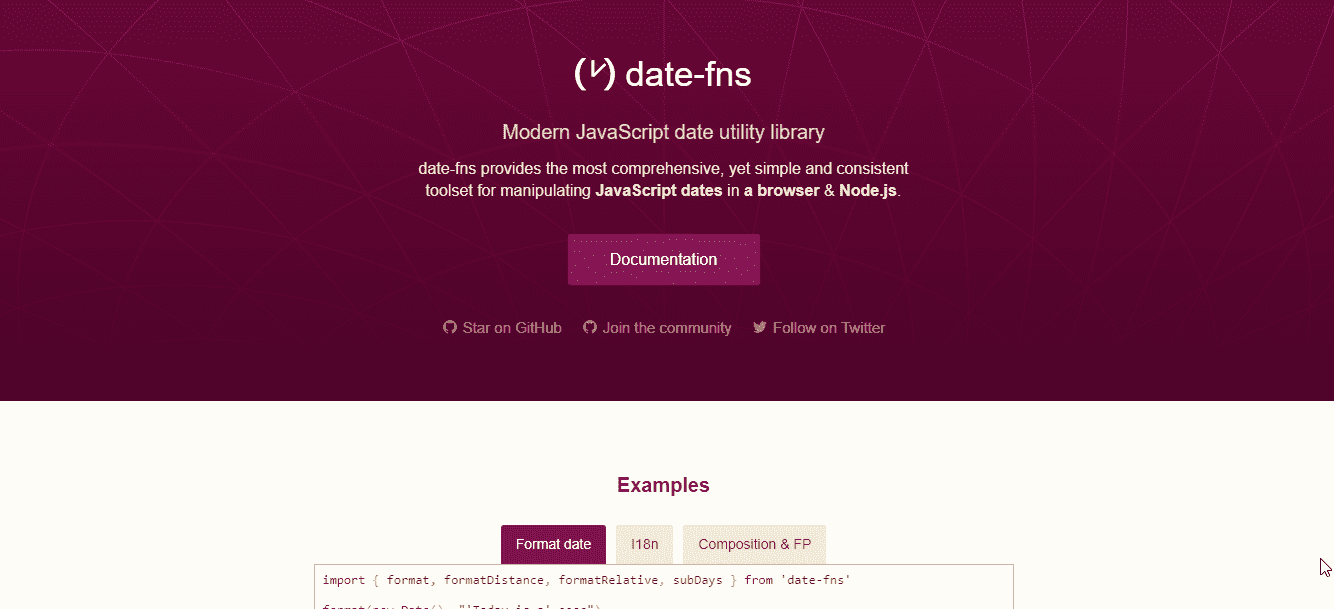 date-fns
Modern JavaScript date utility library
date-fns provides the most comprehensive, yet simple and consistent
toolset for manipulating JavaScript dates in a browser & Node.js.
Documentation
Star on GitHub Join the community Follow on Twitter
Examples
Format date I18n Composition & FP
import { format, formatDistance, formatRelative, subDays } from 'date-fns'